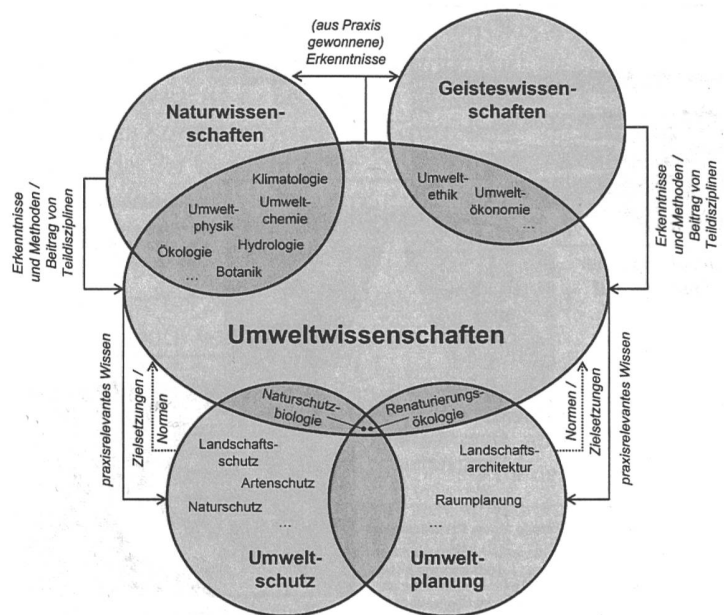 (aus Praxis
gewonnene)
Erkenntnisse
Naturwissen-
schaften
Geisteswissen-
schaften
Klimatologie
Umwelt-
chemie
Umwelt-
physik
Hydrologie
Ökologie
Botanik
...
Umwelt-
ethik
Umwelt-
ökonomie
...
Erkenntnisse
und Methoden /
Beitrag von
Teildisziplinen
Erkenntnisse
und Methoden /
Beitrag von
Teildisziplinen
Umweltwissenschaften
praxisrelevantes Wissen
Zielsetzungen /
Normen
Normen /
Zielsetzungen
praxisrelevantes Wissen
Naturschutz-
biologie
Renaturierungs-
ökologie
Landschafts-
schutz
Artenschutz
Naturschutz
...
Landschafts-
architektur
Raumplanung
...
Umwelt-
schutz
Umwelt-
planung